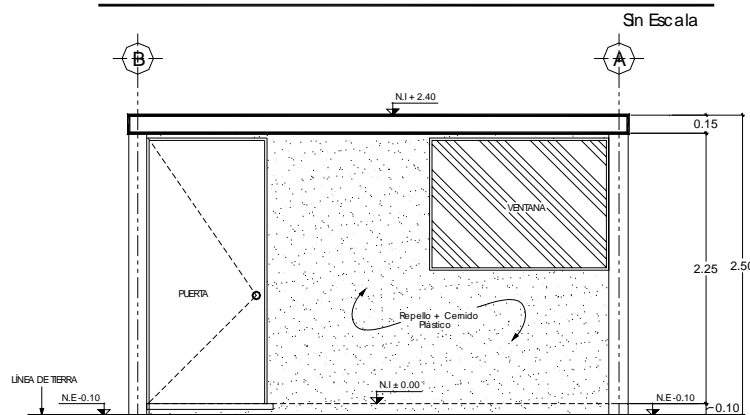 Sin Escala
B
A
N.I + 2.40
0.15
VENTANA
2.25
2.50
PUERTA
Repello + Cernido
Plástico
LÍNEA DE TIERRA
N.I ± 0.00
N.E-0.10
N.E-0.10
0.10